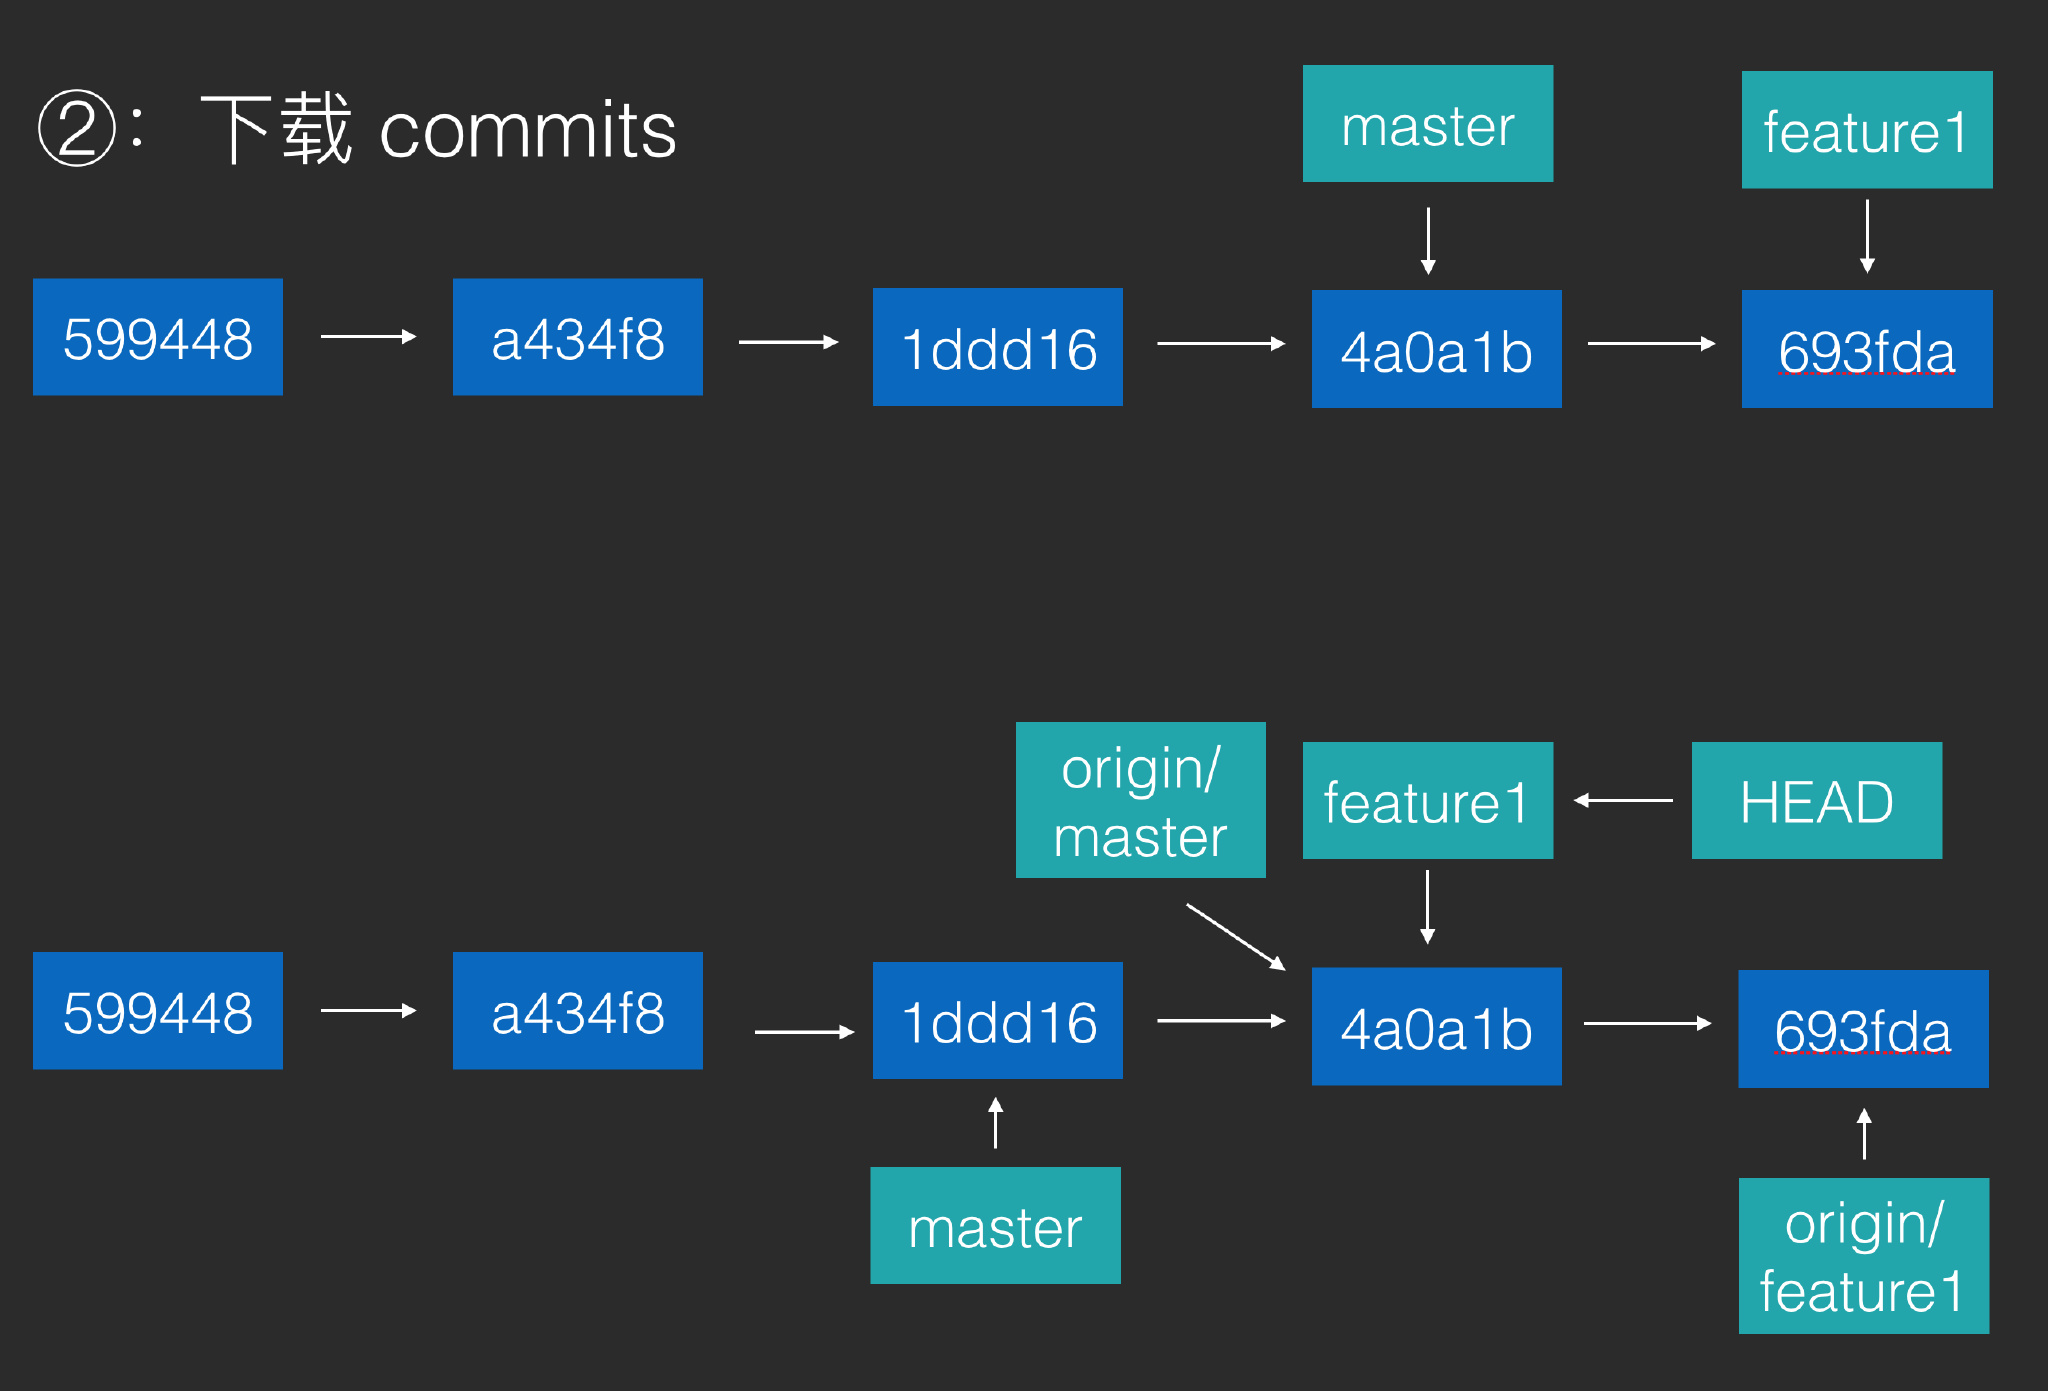 ②： 下载 commits
master
feature1
599448
a434f8
1ddd16
4a0a1b
693fda
origin/
master
feature1
HEAD
599448
a434f8
1ddd16
4a0a1b
693fda
master
origin/
feature1